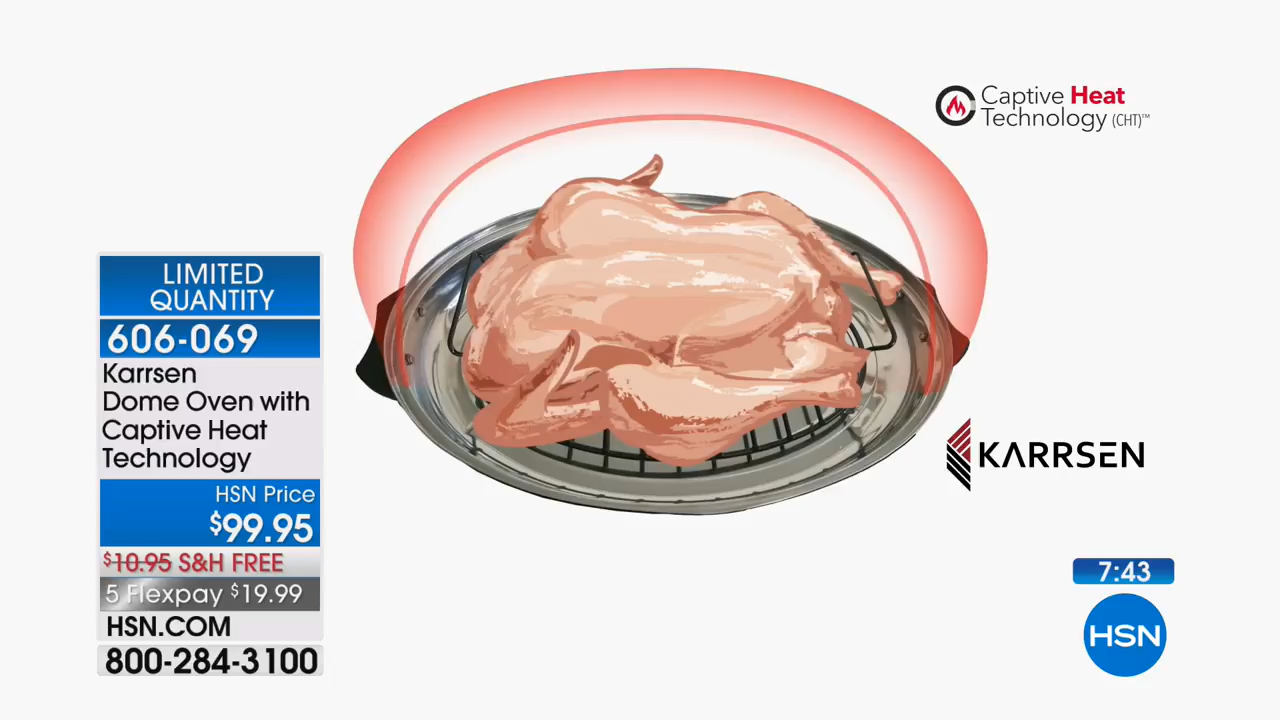 Captive Heat
Technology (CHT)™
LIMITED
QUANTITY
606-069
Karrsen
Dome Oven with
Captive Heat
Technology
HSN Price
$99.95
$10.95 S&H FREE
5 Flexpay $19.99
HSN.COM
800-284-3100
KARRSEN
7:43
HSN